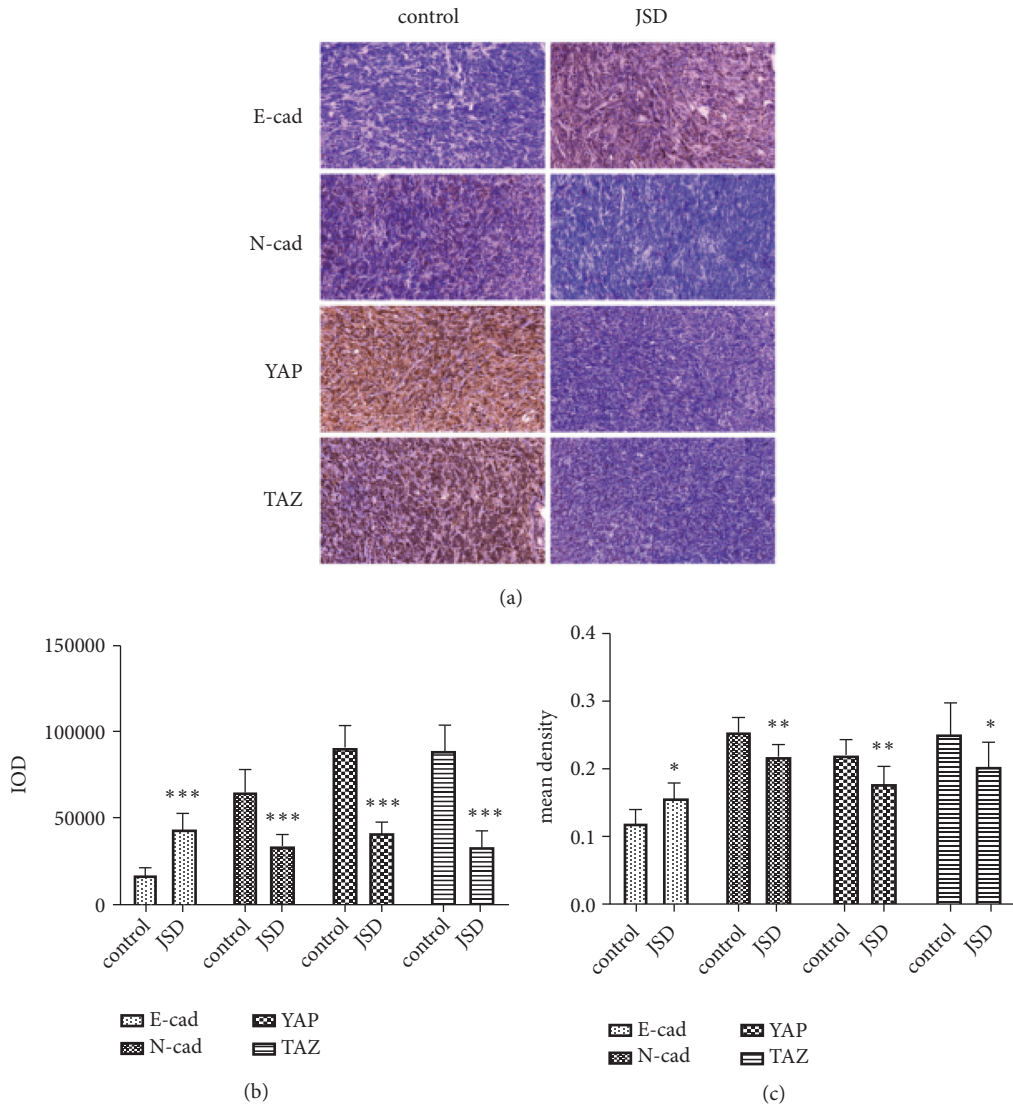 control JSD
E-cad
N-cad
YAP
TAZ
(a)
150000
100000
50000
0
IOD
***
***
***
***
control JSD control JSD control JSD control JSD
E-cad YAP
N-cad TAZ
(b)
0.4
0.3
0.2
0.1
0.0
mean density
*
**
**
*
control JSD control JSD control JSD control JSD
E-cad YAP
N-cad TAZ
(c)